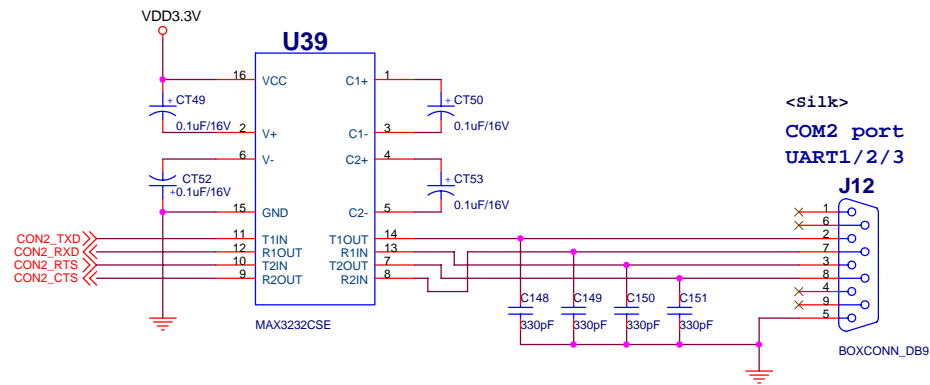 VDD3.3V
U39
16 VCC C1+ 1
+ CT49
0.1uF/16V
+ CT50
0.1uF/16V
2 V+ C1- 3
6 V- C2+ 4
CT52
+0.1uF/16V
+ CT53
0.1uF/16V
15 GND C2- 5
CON2_TXD 11 T1IN T1OUT 14
CON2_RXD 12 R1OUT R1IN 13
CON2_RTS 10 T2IN T2OUT 7
CON2_CTS 9 R2OUT R2IN 8
MAX3232CSE
C148
330pF
C149
330pF
C150
330pF
C151
330pF
<Silk>
COM2 port
UART1/2/3
J12
1
6
2
7
3
8
4
9
5
BOXCONN_DB9